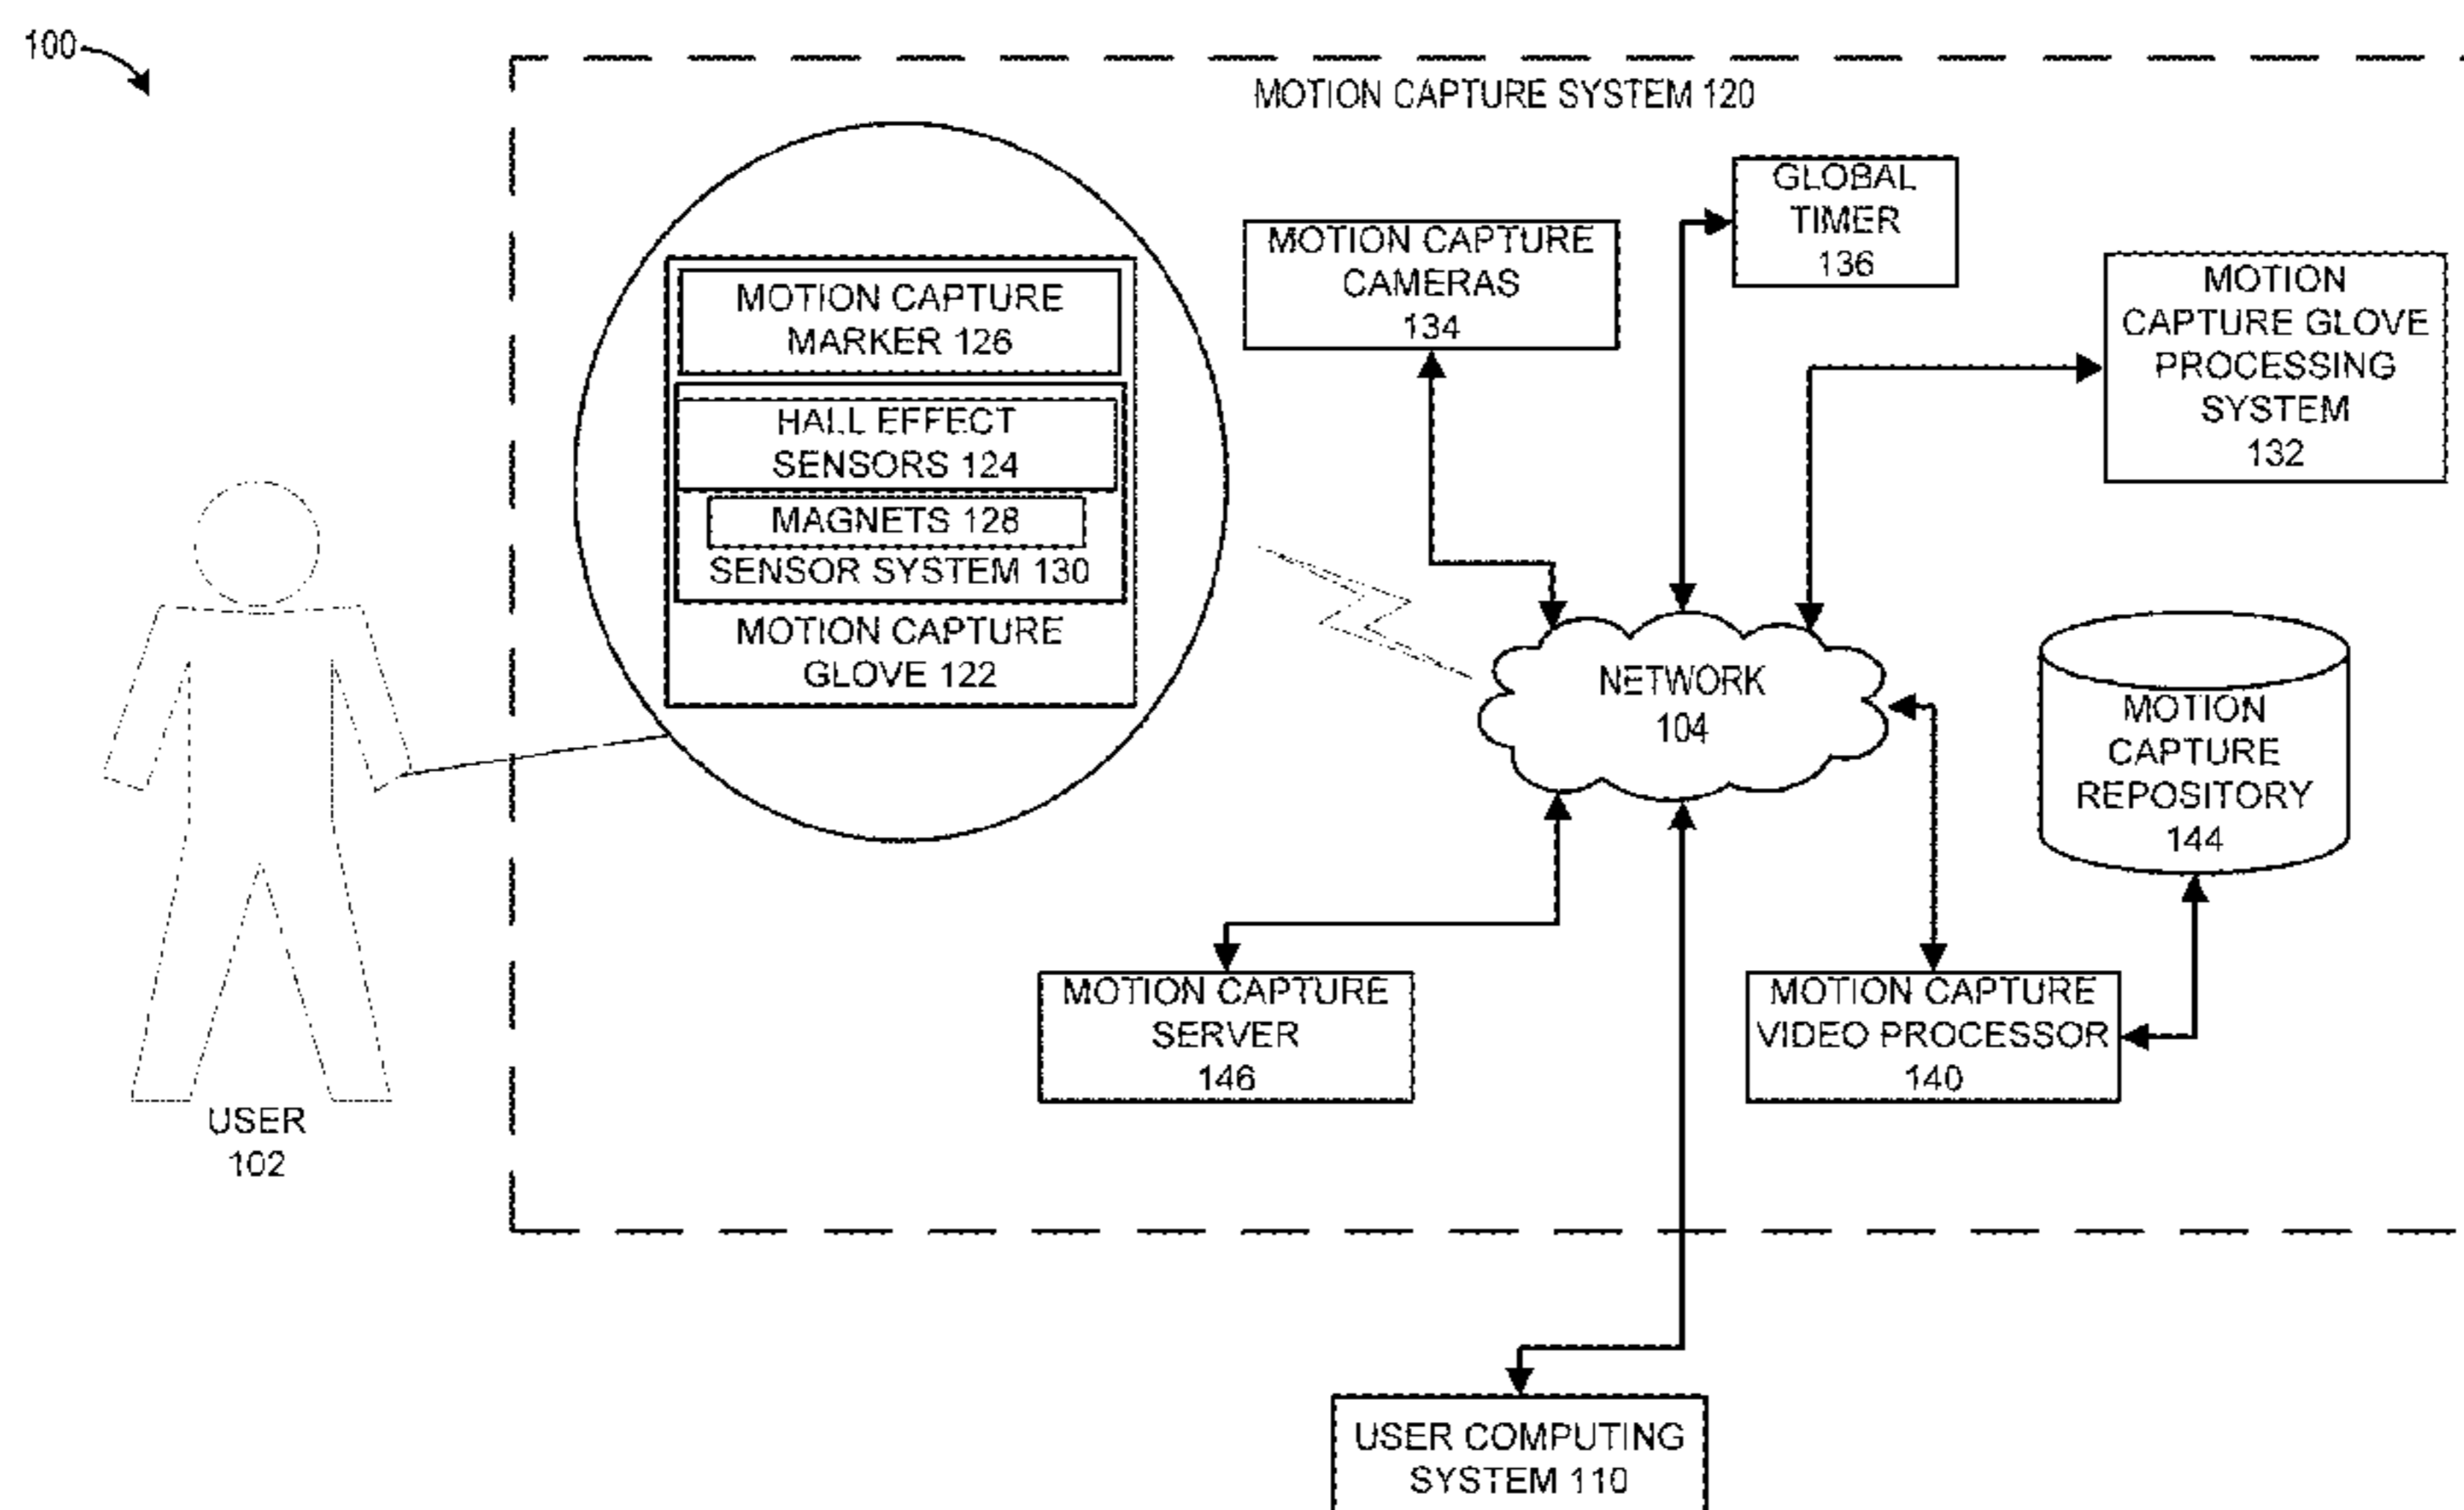 100
MOTION CAPTURE SYSTEM 120
MOTION CAPTURE
MARKER 126
HALL EFFECT
SENSORS 124
MAGNETS 128
SENSOR SYSTEM 130
MOTION CAPTURE
GLOVE 122
MOTION CAPTURE
CAMERAS
134
GLOBAL
TIMER
136
MOTION
CAPTURE GLOVE
PROCESSING
SYSTEM
132
NETWORK
104
MOTION
CAPTURE
REPOSITORY
144
MOTION CAPTURE
SERVER
146
MOTION CAPTURE
VIDEO PROCESSOR
140
USER
102
USER COMPUTING
SYSTEM 110